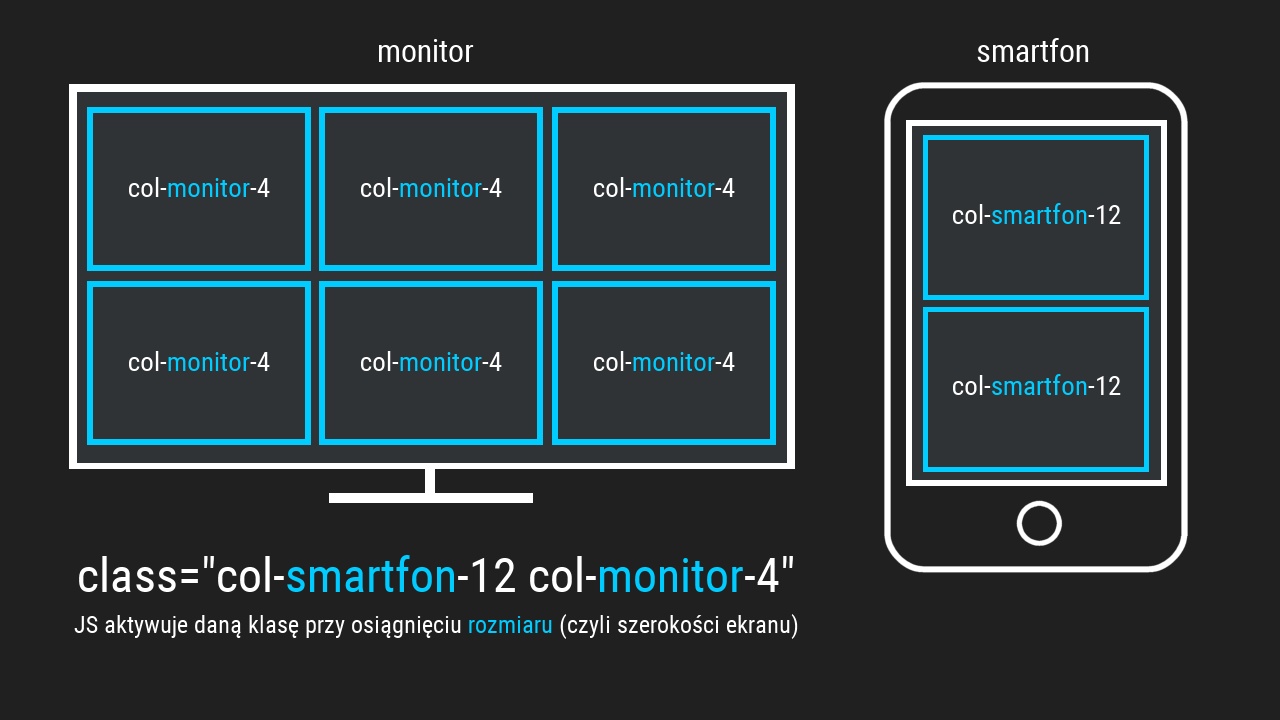 monitor
smartfon
col-monitor-4 col-monitor-4 col-monitor-4
col-smartfon-12
col-monitor-4 col-monitor-4 col-monitor-4
col-smartfon-12
class="col-smartfon-12 col-monitor-4"
JS aktywuje daną klasę przy osiągnięciu rozmiaru (czyli szerokości ekranu)